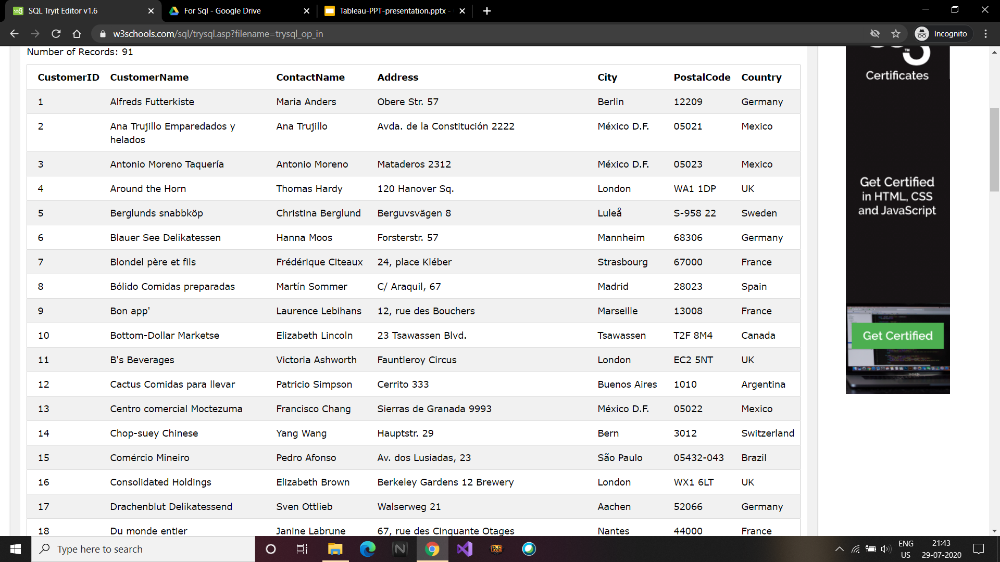 SQL Tryit Editor v1.6
For Sql - Google Drive
Tableau-PPT-presentation.pptx -
w3schools.com/sql/trysql.asp?filename=trysql_op_in
Incognito
Number of Records: 91
CustomerID CustomerName ContactName Address City PostalCode Country
1 Alfreds Futterkiste Maria Anders Obere Str. 57 Berlin 12209 Germany
2 Ana Trujillo Emparedados y Ana Trujillo Avda. de la Constitución 2222 México D.F. 05021 Mexico
helados
3 Antonio Moreno Taquería Antonio Moreno Mataderos 2312 México D.F. 05023 Mexico
4 Around the Horn Thomas Hardy 120 Hanover Sq. London WA1 1DP UK
5 Berglunds snabbköp Christina Berglund Berguvsvägen 8 Luleå S-958 22 Sweden
6 Blauer See Delikatessen Hanna Moos Forsterstr. 57 Mannheim 68306 Germany
7 Blondel père et fils Frédérique Citeaux 24, place Kléber Strasbourg 67000 France
8 Bólido Comidas preparadas Martín Sommer C/ Araquil, 67 Madrid 28023 Spain
9 Bon app' Laurence Lebihans 12, rue des Bouchers Marseille 13008 France
10 Bottom-Dollar Marketse Elizabeth Lincoln 23 Tsawassen Blvd. Tsawassen T2F 8M4 Canada
11 B's Beverages Victoria Ashworth Fauntleroy Circus London EC2 5NT UK
12 Cactus Comidas para llevar Patricio Simpson Cerrito 333 Buenos Aires 1010 Argentina
13 Centro comercial Moctezuma Francisco Chang Sierras de Granada 9993 México D.F. 05022 Mexico
14 Chop-suey Chinese Yang Wang Hauptstr. 29 Bern 3012 Switzerland
15 Comércio Mineiro Pedro Afonso Av. dos Lusíadas, 23 São Paulo 05432-043 Brazil
16 Consolidated Holdings Elizabeth Brown Berkeley Gardens 12 Brewery London WX1 6LT UK
17 Drachenblut Delikatessend Sven Ottlieb Walserweg 21 Aachen 52066 Germany
18 Du monde entier Janine Labrune 67, rue des Cinquante Otages Nantes 44000 France
Certificates
Get Certified
in HTML, CSS
and JavaScript
Get Certified
Type here to search
PoE
ENG
US
21:43
29-07-2020